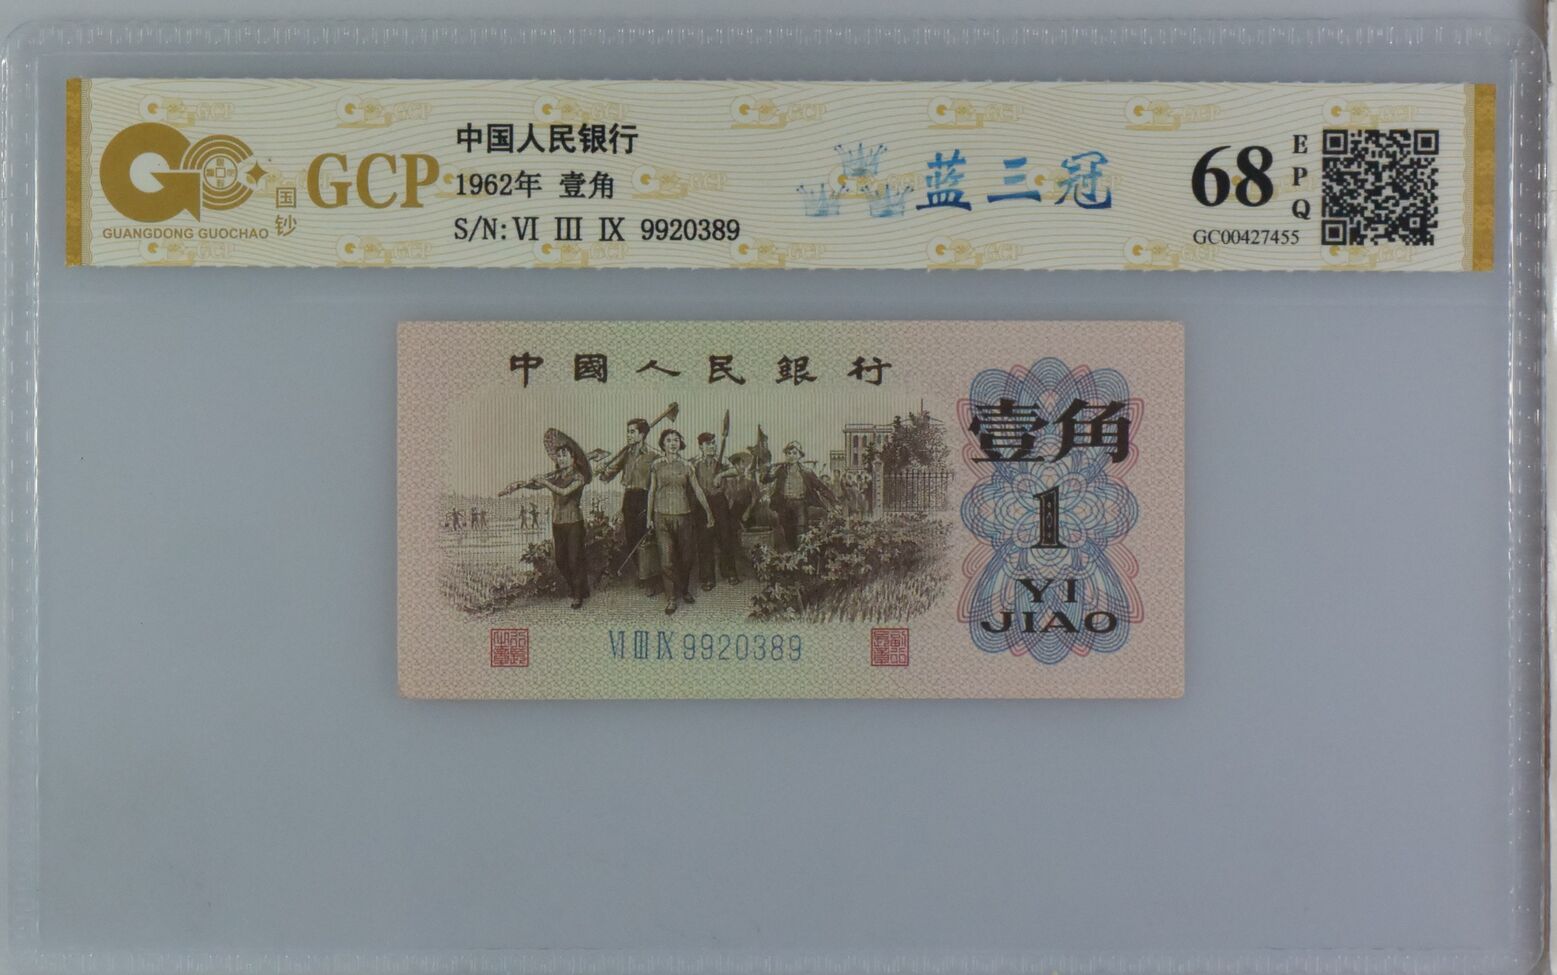 GCP
国钞
GUANGDONG GUOCHAO
中国人民银行
1962年 壹角
S/N: Ⅵ Ⅲ Ⅸ 9920389
蓝三冠
68
EPQ
GC00427455
中國人民銀行
壹角
1
YI
JIAO
Ⅵ Ⅲ Ⅸ 9920389